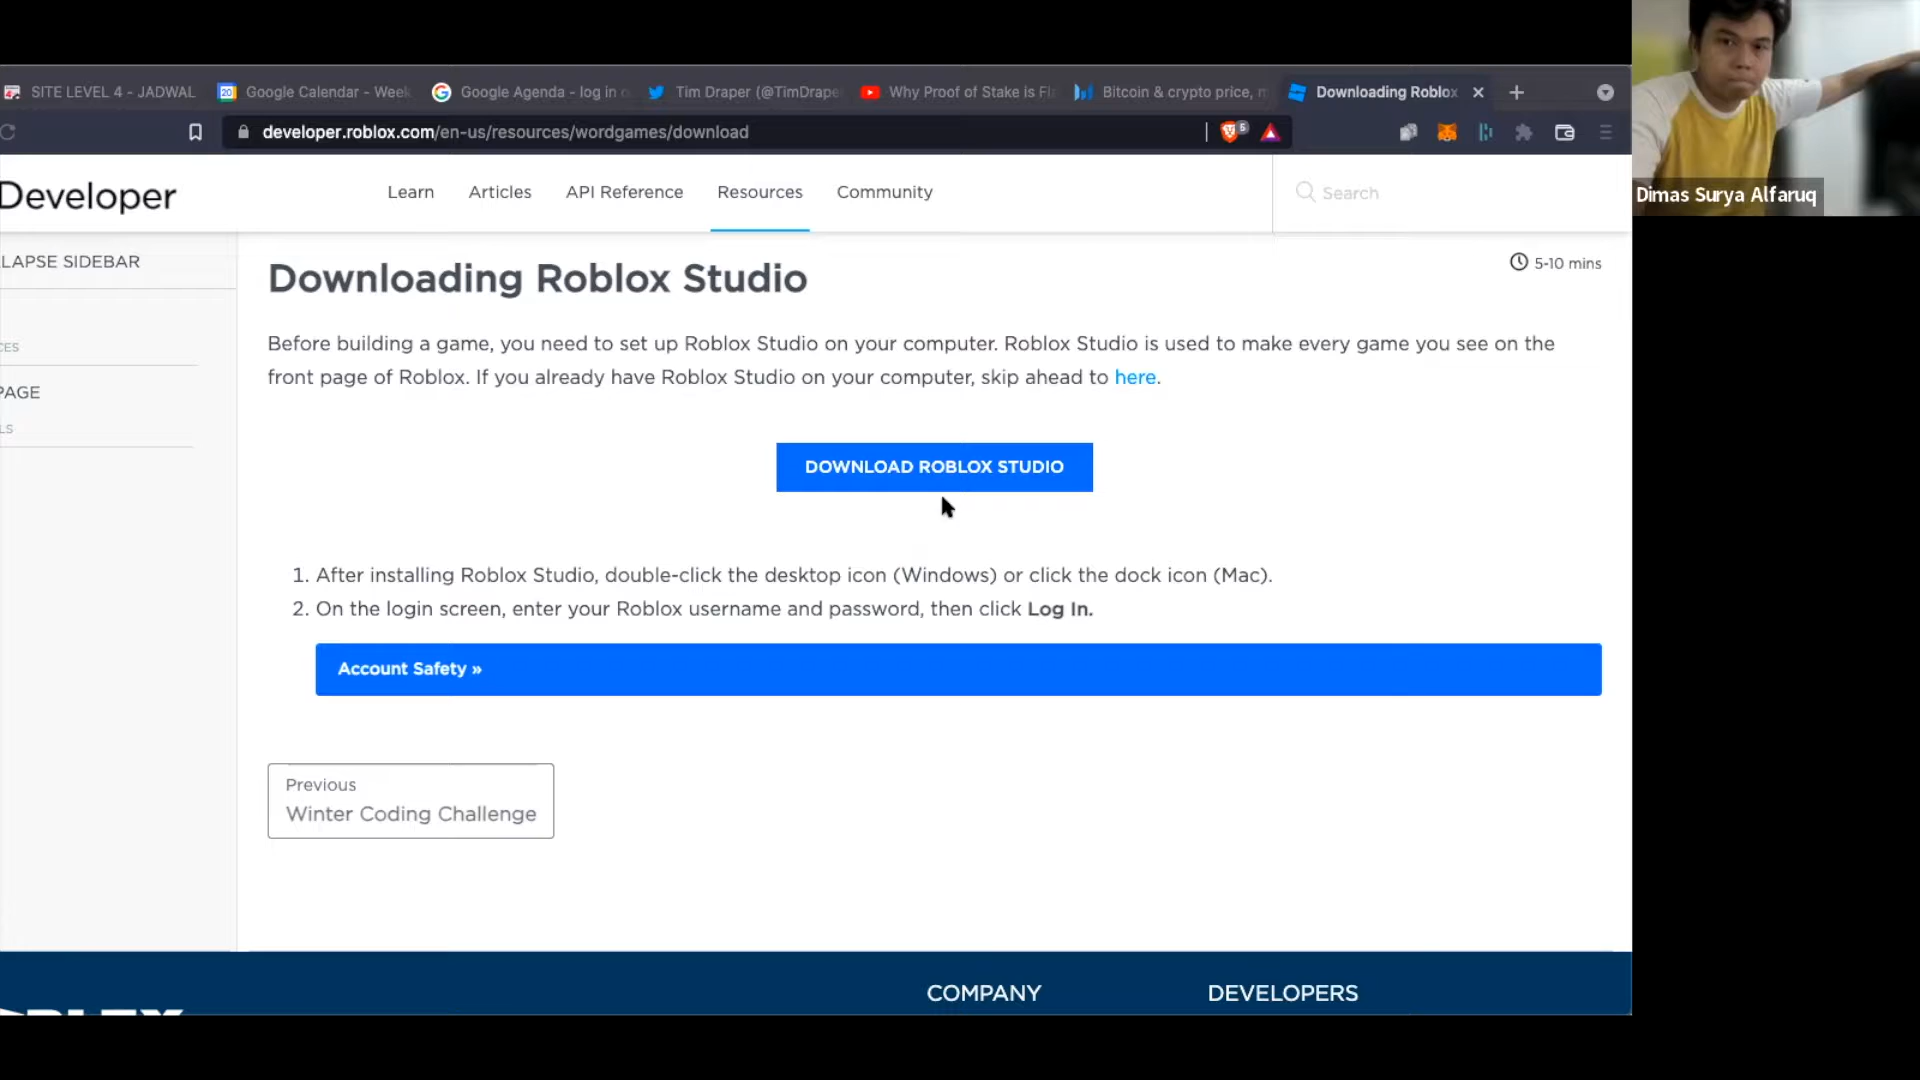 SITE LEVEL 4 - JADWAL
20
Google Calendar - Week
Google Agenda - log in o
Tim Draper (@TimDrape
Why Proof of Stake is Fl
Bitcoin & crypto price, m
Downloading Roblox
developer.roblox.com/en-us/resources/wordgames/download
5
Dimas Surya Alfaruq
Developer
Learn
Articles
API Reference
Resources
Community
Search
LAPSE SIDEBAR
Downloading Roblox Studio
5-10 mins
CES
Before building a game, you need to set up Roblox Studio on your computer. Roblox Studio is used to make every game you see on the
front page of Roblox. If you already have Roblox Studio on your computer, skip ahead to here.
PAGE
LS
DOWNLOAD ROBLOX STUDIO
1. After installing Roblox Studio, double-click the desktop icon (Windows) or click the dock icon (Mac).
2. On the login screen, enter your Roblox username and password, then click Log In.
Account Safety »
Previous
Winter Coding Challenge
COMPANY
DEVELOPERS